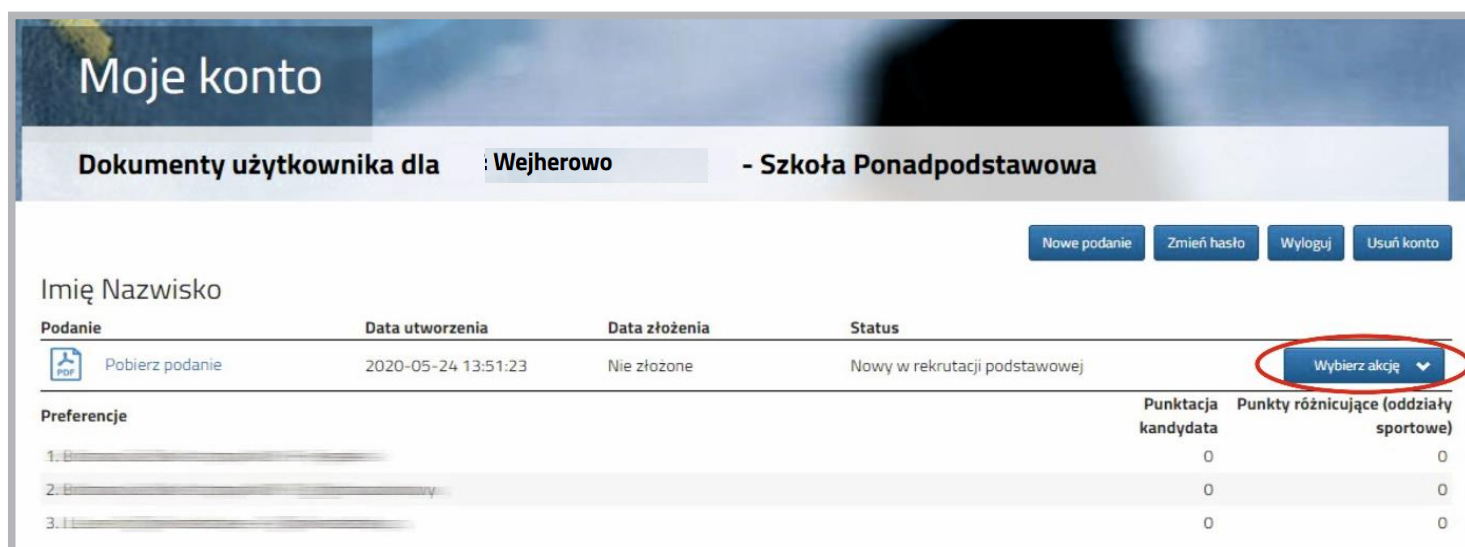 Moje konto
Dokumenty użytkownika dla : Wejherowo - Szkoła Ponadpodstawowa
Nowe podanie Zmień hasło Wyloguj Usuń konto
Imię Nazwisko
Podanie Data utworzenia Data złożenia Status
PDF Pobierz podanie 2020-05-24 13:51:23 Nie złożone Nowy w rekrutacji podstawowej Wybierz akcję
Preferencje Punktacja kandydata Punkty różnicujące (oddziały sportowe)
1. 0 0
2. 0 0
3. 0 0